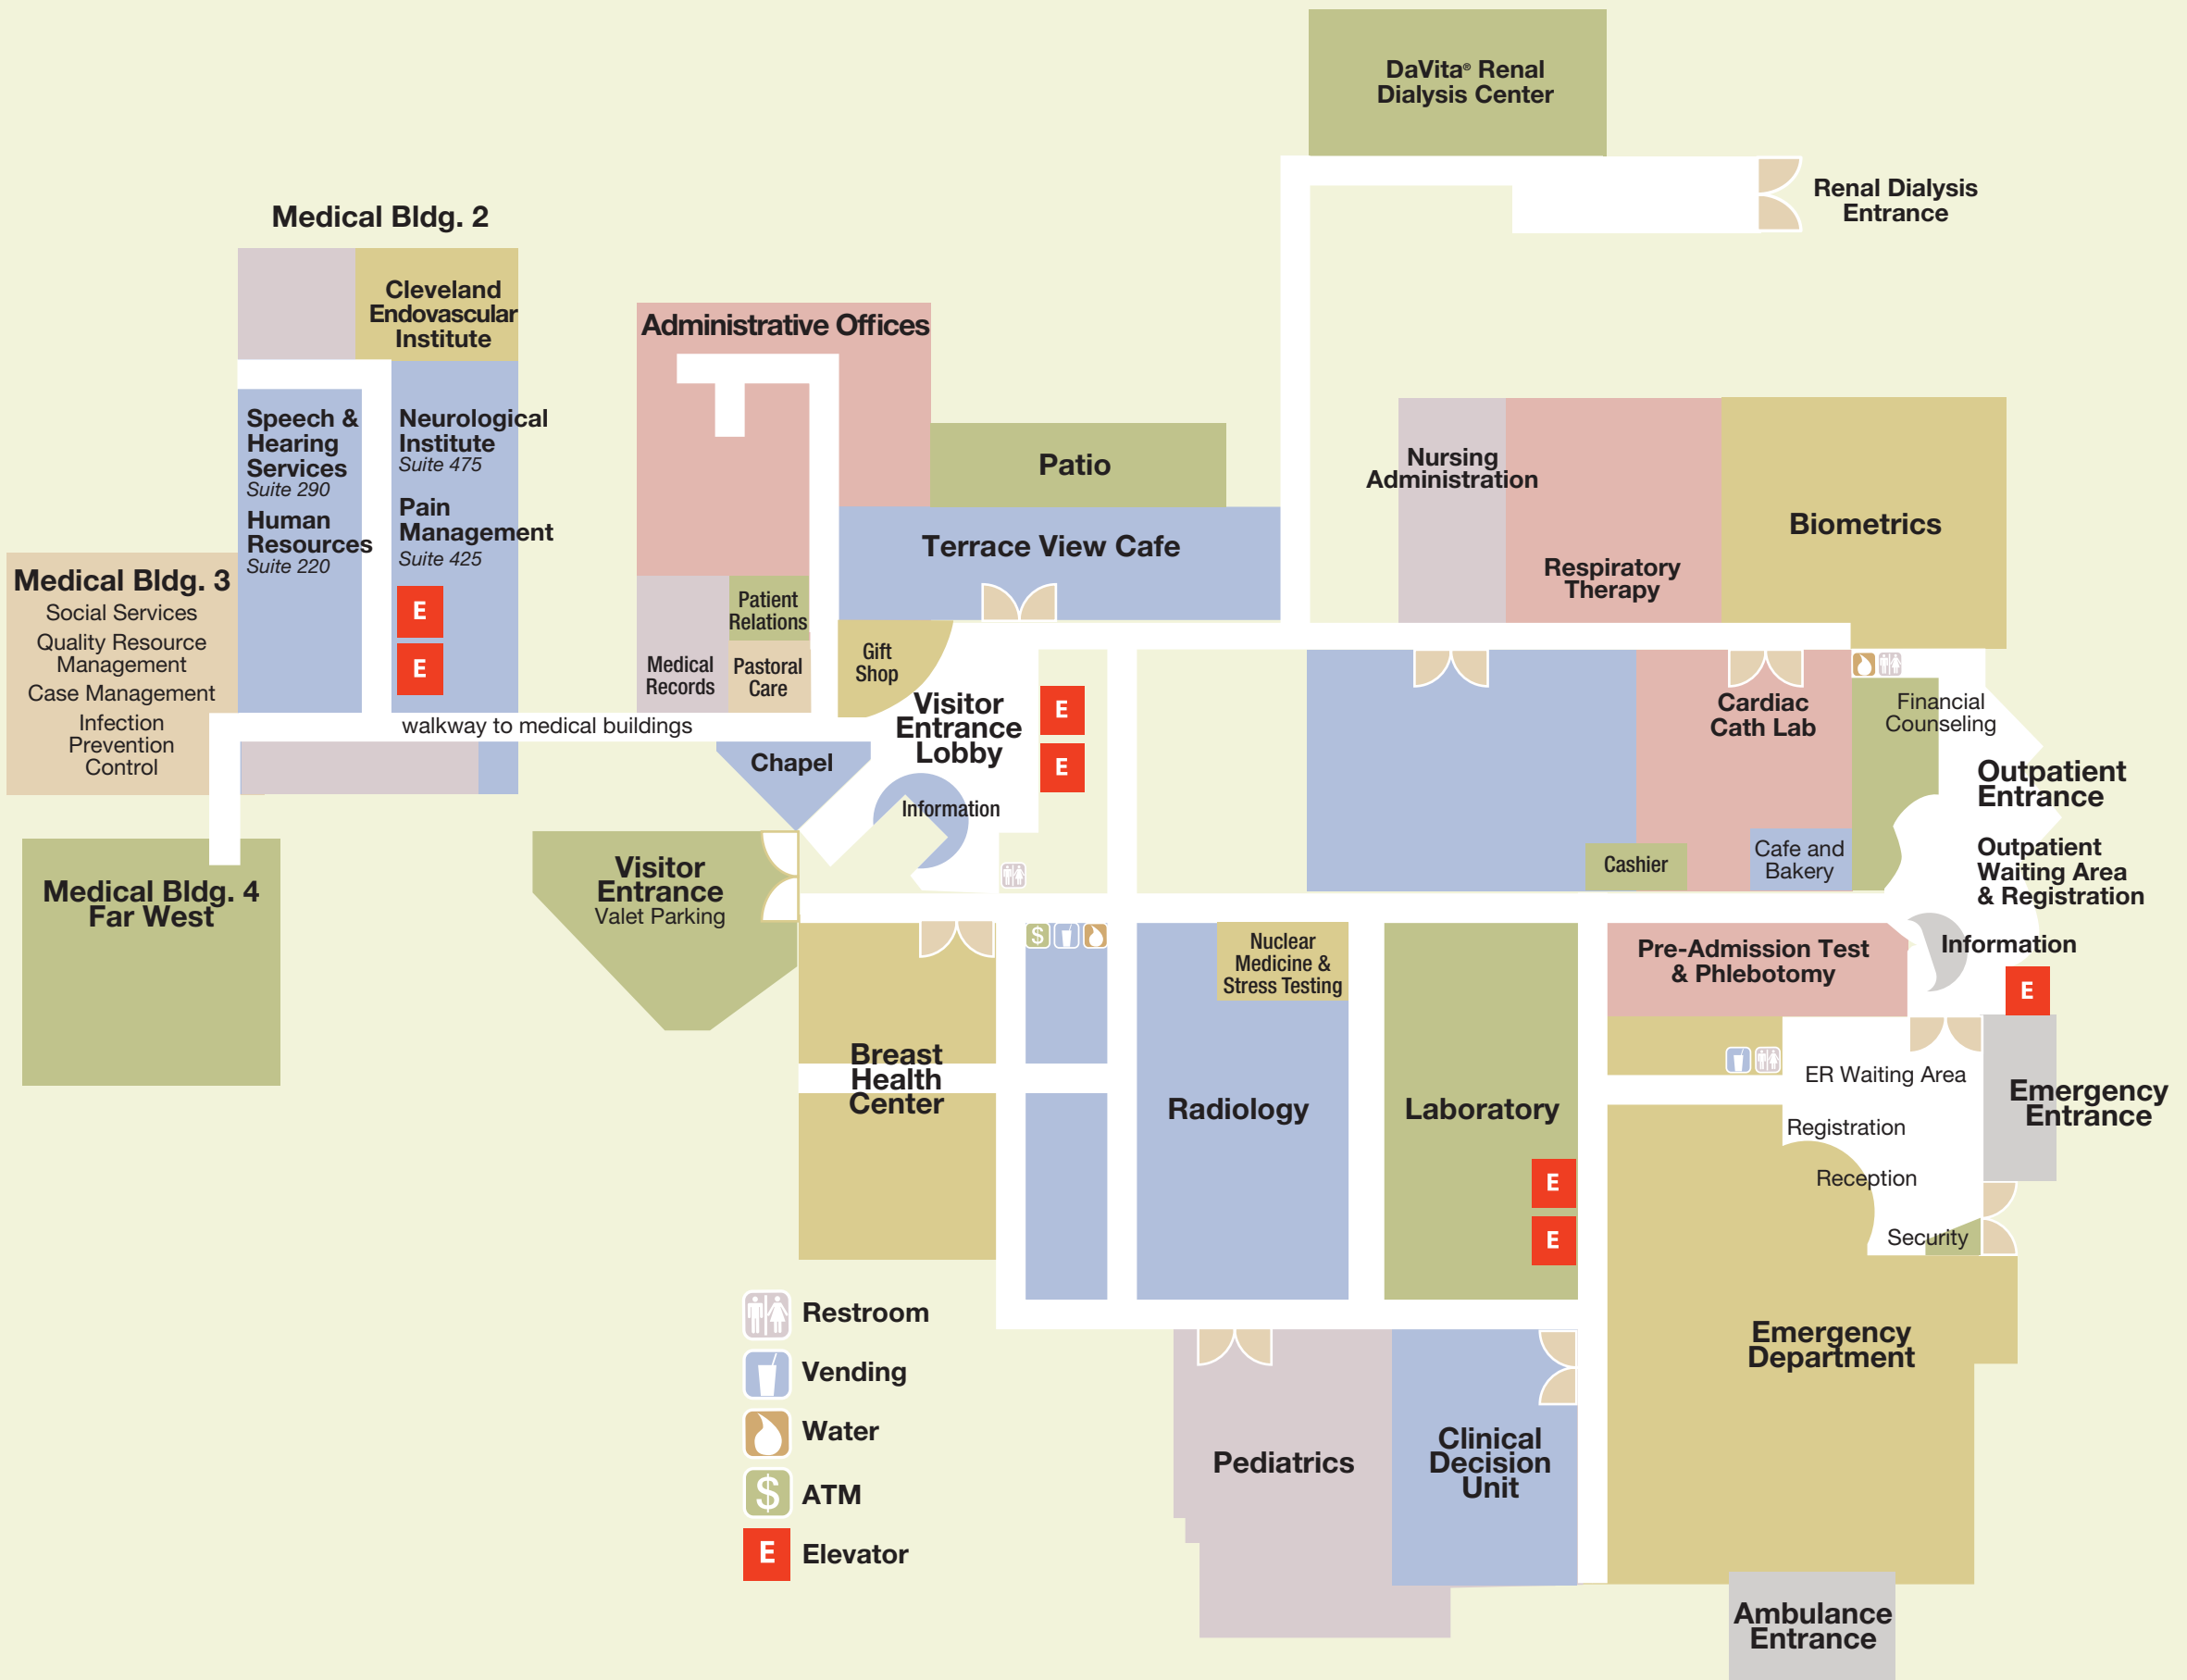 DaVita® Renal
Dialysis Center
Renal Dialysis
Entrance
Medical Bldg. 2
Cleveland
Endovascular
Institute
Administrative Offices
Speech &
Hearing
Services
Suite 290
Human
Resources
Suite 220
Neurological
Institute
Suite 475
Pain
Management
Suite 425
E
E
Patio
Terrace View Cafe
Nursing
Administration
Respiratory
Therapy
Biometrics
Medical Bldg. 3
Social Services
Quality Resource
Management
Case Management
Infection
Prevention
Control
Patient
Relations
Medical
Records
Pastoral
Care
Gift
Shop
walkway to medical buildings
Visitor
Entrance
Lobby
E
E
Chapel
Information
Cardiac
Cath Lab
Financial
Counseling
Outpatient
Entrance
Cashier
Cafe and
Bakery
Outpatient
Waiting Area
& Registration
Information
E
Medical Bldg. 4
Far West
Visitor
Entrance
Valet Parking
$
Nuclear
Medicine &
Stress Testing
Pre-Admission Test
& Phlebotomy
Breast
Health
Center
Radiology
Laboratory
E
E
ER Waiting Area
Registration
Reception
Security
Emergency
Entrance
Emergency
Department
Pediatrics
Clinical
Decision
Unit
Ambulance
Entrance
Restroom
Vending
Water
$ ATM
E Elevator